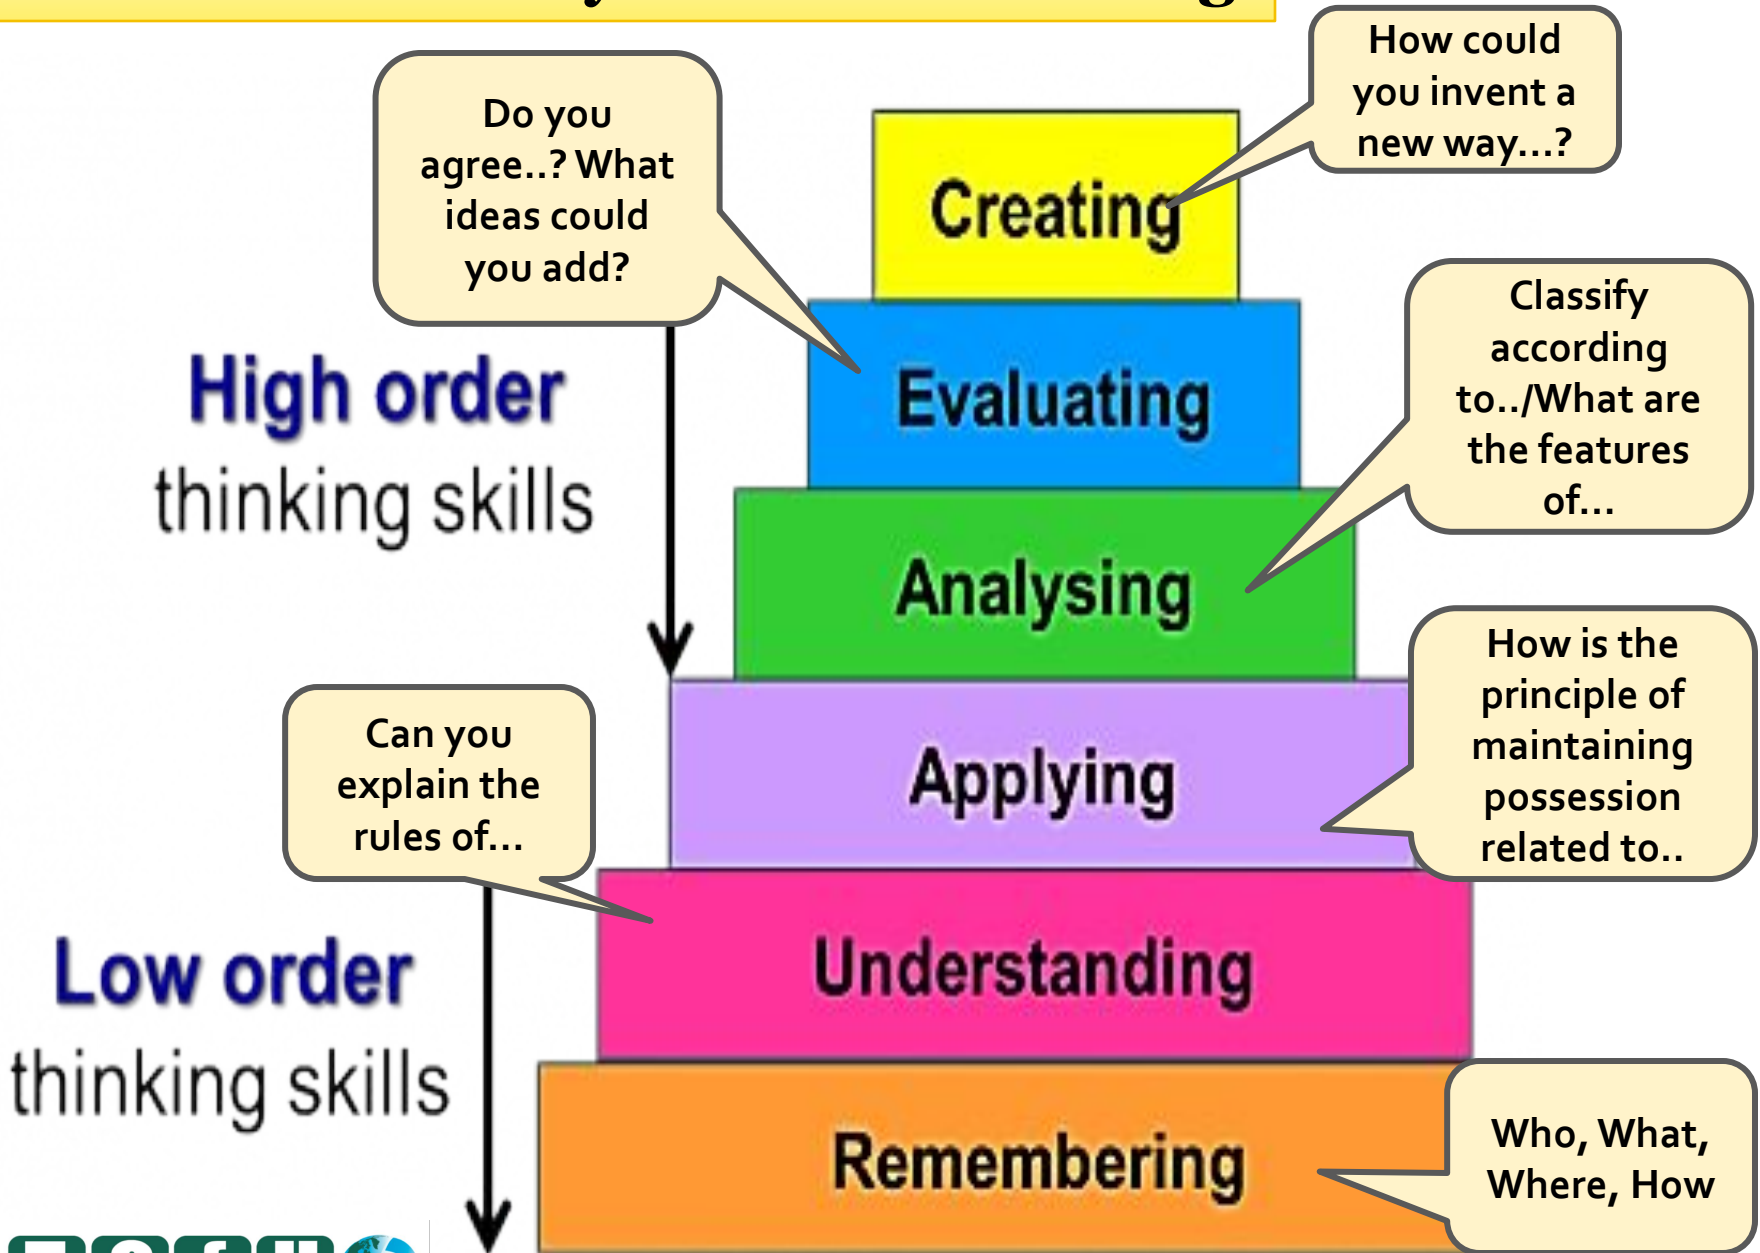 How could
you invent a
new way...?
Do you
agree..? What
ideas could
you add?
Creating
Classify
according
to../What are
the features
of...
High order
thinking skills
Evaluating
Analysing
How is the
principle of
maintaining
possession
related to..
Can you
explain the
rules of...
Applying
Low order
thinking skills
Understanding
Who, What,
Where, How
Remembering